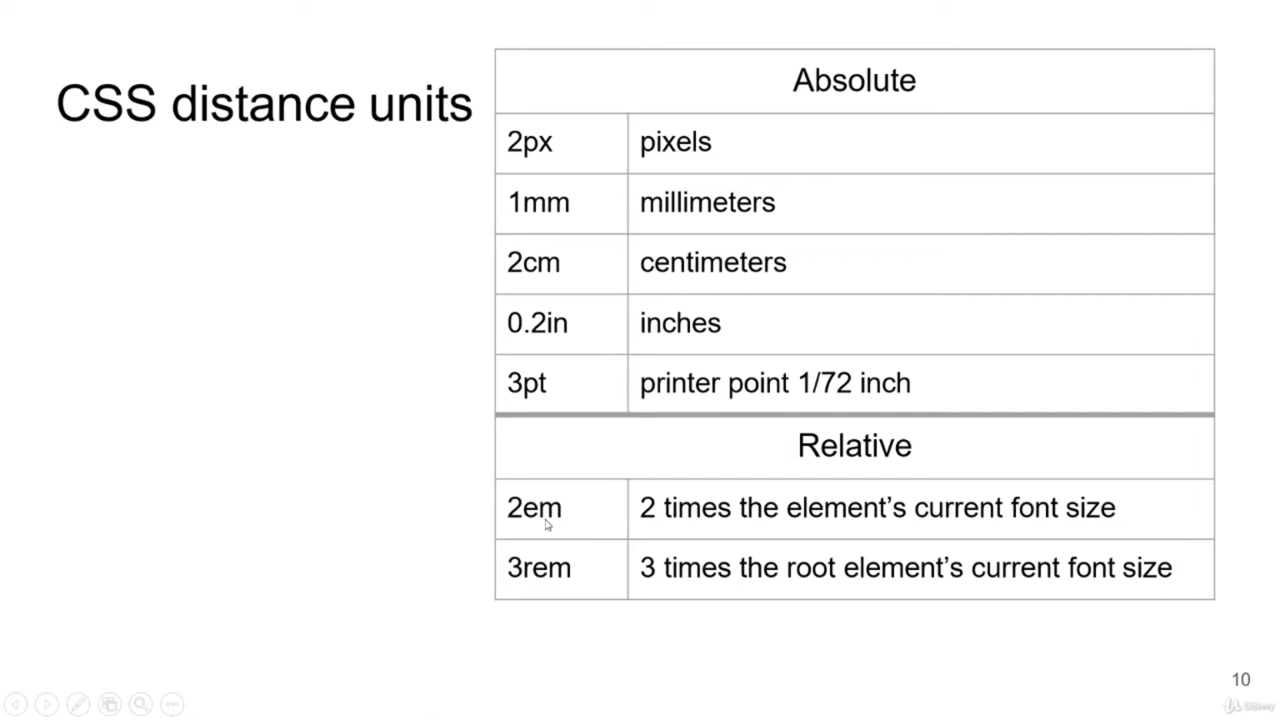 CSS distance units
Absolute
2px pixels
1mm millimeters
2cm centimeters
0.2in inches
3pt printer point 1/72 inch
Relative
2em 2 times the element's current font size
3rem 3 times the root element's current font size
10
Udemy